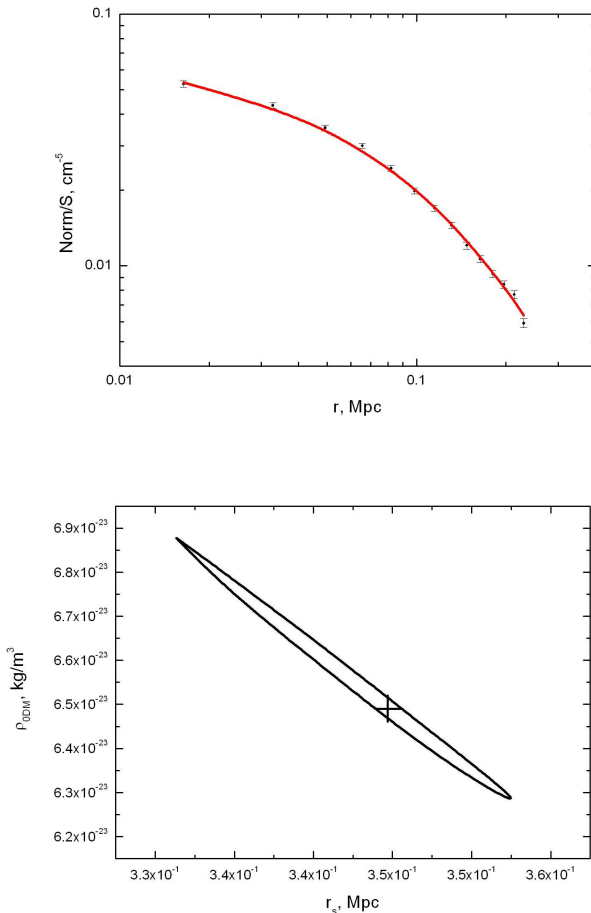 0.1
Norm/S, cm⁻⁵
0.01
0.01
0.1
r, Mpc
6.9x10⁻²³
6.8x10⁻²³
6.7x10⁻²³
6.6x10⁻²³
6.5x10⁻²³
6.4x10⁻²³
6.3x10⁻²³
6.2x10⁻²³
ρ₀DM, kg/m³
3.3x10⁻¹ 3.4x10⁻¹ 3.4x10⁻¹ 3.5x10⁻¹ 3.5x10⁻¹ 3.6x10⁻¹
rₛ, Mpc